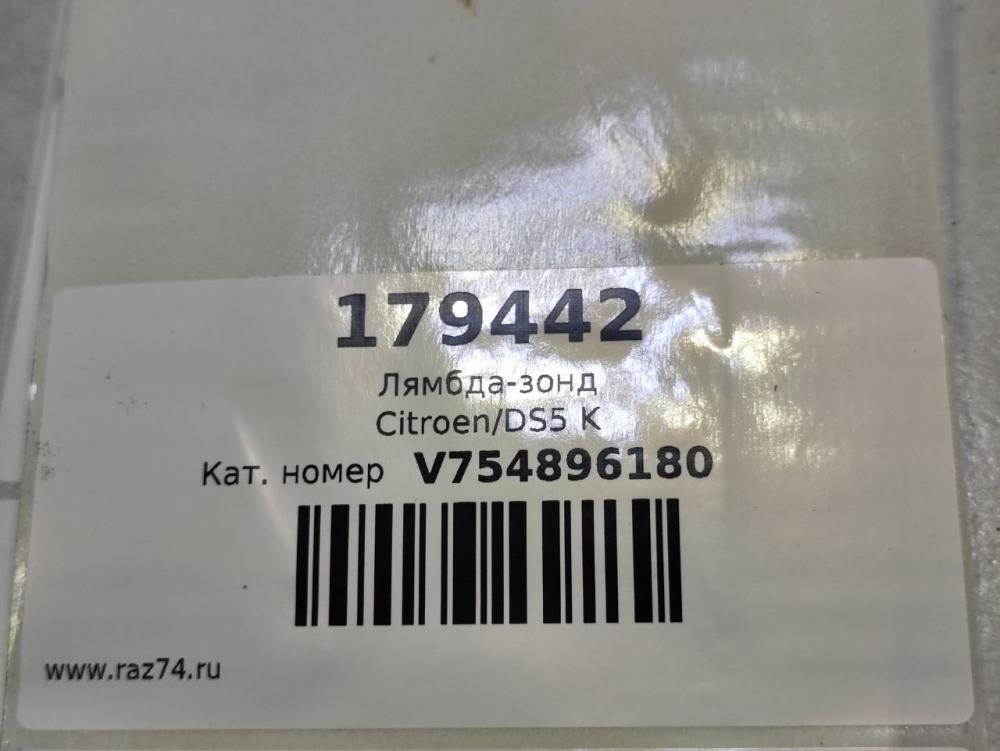 179442
Лямбда-зонд
Citroen/DS5 K
Кат. номер V754896180
www.raz74.ru